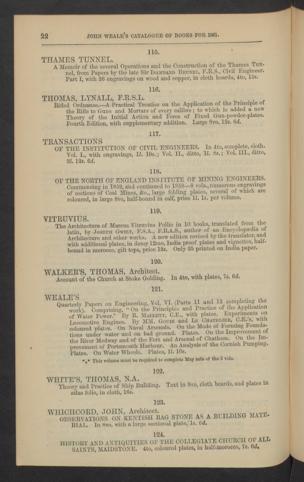 22 JOHN WEALE'S CATALOGUE OF BOOKS FOR 1861.
115.
THAMES TUNNEL,
A Memoir of the several Operations and the Construction of the Thames Tun-
nel, from Papers by the late Sir Isambard Brunel, F.R.S., Civil Engineer.
Part I, with 26 engravings on wood and copper, in cloth boards, 4to, 15s.
116.
THOMAS, LYNALL, F.R.S.L.
Rifled Ordnance.—A Practical Treatise on the Application of the Principle of
the Rifle to Guns and Mortars of every calibre; to which is added a new
Theory of the Initial Action and Force of Fired Gun-powder-plates.
Fourth Edition, with supplementary addition. Large 8vo, 12s. 6d.
117.
TRANSACTIONS
OF THE INSTITUTION OF CIVIL ENGINEERS. In 4to, complete, cloth.
Vol. I., with engravings, 1l. 10s.; Vol. II., ditto, 1l. 8s.; Vol. III., ditto,
2l. 12s. 6d.
118.
OF THE NORTH OF ENGLAND INSTITUTE OF MINING ENGINEERS.
Commencing in 1852, and continued to 1859.—8 vols., numerous engravings
of sections of Coal Mines, &c., large folding plates, several of which are
coloured, in large 8vo, half-bound in calf, price 1l. 1s. per volume.
119.
VITRUVIUS.
The Architecture of Marcus Vitruvius Pollio in 10 books, translated from the
Latin, by Joseph Gwilt, F.S.A., F.R.A.S., author of an Encyclopædia of
Architecture and other works. A new edition revised by the translator, and
with additional plates, in demy 12mo, India proof plates and vignettes, half-
bound in morocco, gilt tops, price 13s. Only 25 printed on India paper.
120.
WALKER'S, THOMAS, Architect.
Account of the Church at Stoke Golding. In 4to, with plates, 7s. 6d.
121.
WEALE'S
Quarterly Papers on Engineering, Vol. VI. (Parts 11 and 12 completing the
work). Comprising, "On the Principles and Practice of the Application
of Water Power." By R. Mallet, C.E., with plates. Experiments on
Locomotive Engines. By MM. Gouin and Le Chatelier, C.E.'s, with
coloured plates. On Naval Arsenals. On the Mode of Forming Founda-
tions under water and on bad ground. Plates. On the Improvement of
the River Medway and of the Port and Arsenal of Chatham. On the Im-
provement of Portsmouth Harbour. An Analysis of the Cornish Pumping-
Plates. On Water Wheels. Plates, 1l. 10s.
*⁎* This volume must be required to complete May sets of the 5 vols.
122.
WHITE'S, THOMAS, N.A.
Theory and Practice of Ship Building. Text in 8vo, cloth boards, and plates in
atlas folio, in cloth, 16s.
123.
WHICHCORD, JOHN, Architect.
OBSERVATIONS ON KENTISH RAG STONE AS A BUILDING MATE-
RIAL. In 8vo, with a large sectional plate, 1s. 6d.
124.
HISTORY AND ANTIQUITIES OF THE COLLEGIATE CHURCH OF ALL
SAINTS, MAIDSTONE. 4to, coloured plates, in half-morocco, 7s. 6d.